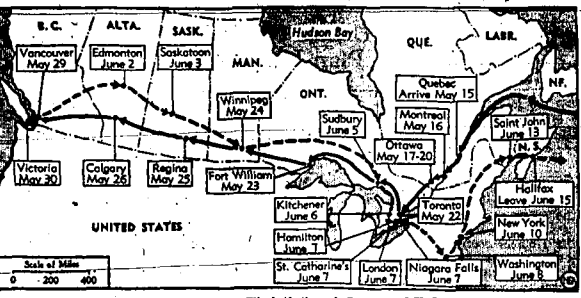 B. C.
ALTA.
SASK.
MAN.
ONT.
Hudson Bay
QUE.
LABR.
NF.
Vancouver
May 29
Edmonton
June 2
Saskatoon
June 3
Winnipeg
May 24
Sudbury
June 5
Quebec
Arrive May 15
Montreal
May 16
Ottawa
May 17-20
Saint John
June 13
N. S.
Victoria
May 30
Calgary
May 26
Regina
May 25
Fort William
May 23
Halifax
Leave June 15
Kitchener
June 6
Toronto
May 22
New York
June 10
Hamilton
June 7
UNITED STATES
St. Catharine's
June 7
London
June 7
Niagara Falls
June 7
Washington
June 8
Scale of Miles
0 200 400